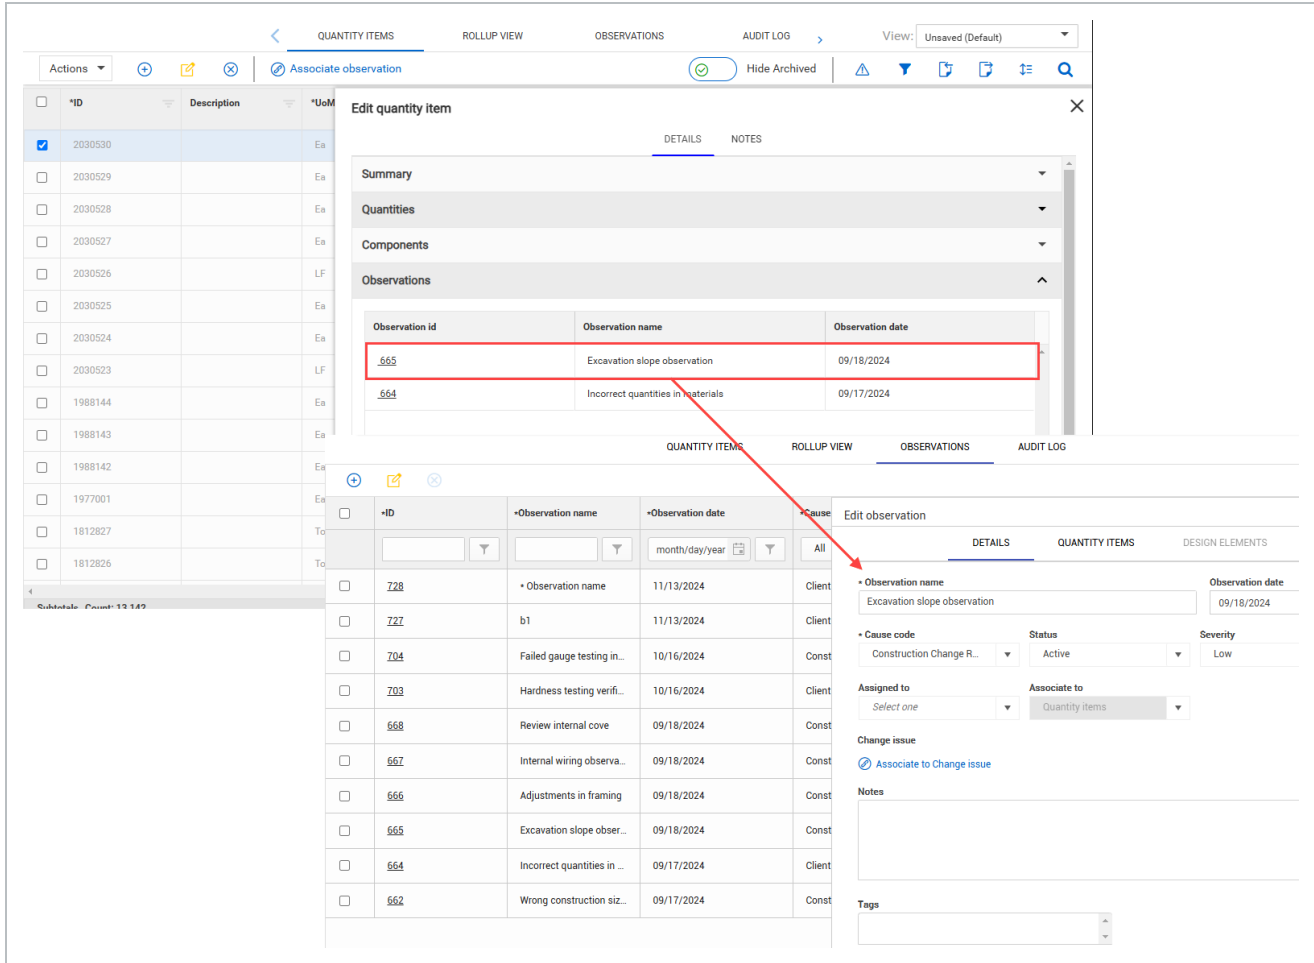 QUANTITY ITEMS ROLLUP VIEW OBSERVATIONS AUDIT LOG View: Unsaved (Default)
Actions Associate observation Hide Archived
*ID Description *UoM
Edit quantity item
DETAILS NOTES
2030530 Ea
2030529 Ea
2030528 Ea
2030527 Ea
2030526 LF
2030525 Ea
2030524 Ea
2030523 LF
1988144 Ea
1988143 Ea
1988142 Ea
1977001 Ea
1812827 To
1812826 To
Subtotals Count: 13,142
Summary
Quantities
Components
Observations
Observation id Observation name Observation date
665 Excavation slope observation 09/18/2024
664 Incorrect quantities in materials 09/17/2024
QUANTITY ITEMS ROLLUP VIEW OBSERVATIONS AUDIT LOG
*ID *Observation name *Observation date *Cause
month/day/year All
728 * Observation name 11/13/2024 Client
727 b1 11/13/2024 Client
704 Failed gauge testing in... 10/16/2024 Const
703 Hardness testing verifi... 10/16/2024 Client
668 Review internal cove 09/18/2024 Const
667 Internal wiring observa... 09/18/2024 Const
666 Adjustments in framing 09/18/2024 Const
665 Excavation slope obser... 09/18/2024 Const
664 Incorrect quantities in ... 09/17/2024 Client
662 Wrong construction siz... 09/17/2024 Const
Edit observation
DETAILS QUANTITY ITEMS DESIGN ELEMENTS
* Observation name Observation date
Excavation slope observation 09/18/2024
* Cause code Status Severity
Construction Change R... Active Low
Assigned to Associate to
Select one Quantity items
Change issue
Associate to Change issue
Notes
Tags